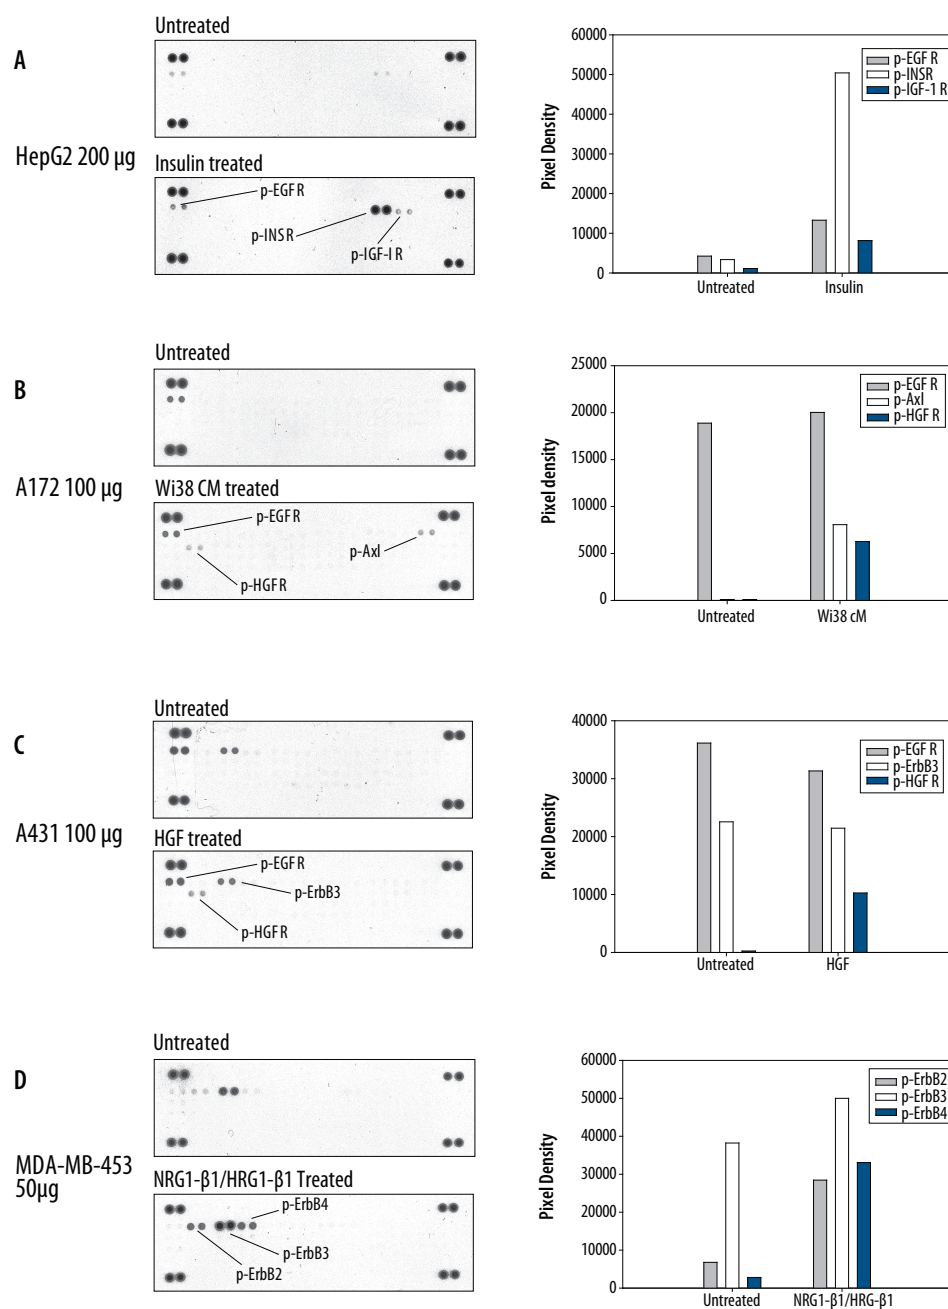 A
HepG2 200 µg
Untreated
Insulin treated
p-EGF R
p-INS R
p-IGF-I R
Pixel Density
60000
50000
40000
30000
20000
10000
0
p-EGF R
p-INSR
p-IGF-1 R
Untreated
Insulin
B
A172 100 µg
Untreated
Wi38 CM treated
p-EGF R
p-Axl
p-HGF R
Pixel density
25000
20000
15000
10000
5000
0
p-EGF R
p-Axl
p-HGF R
Untreated
Wi38 cM
C
A431 100 µg
Untreated
HGF treated
p-EGF R
p-ErbB3
p-HGF R
Pixel Density
40000
30000
20000
10000
0
p-EGF R
p-ErbB3
p-HGF R
Untreated
HGF
D
MDA-MB-453
50µg
Untreated
NRG1-β1/HRG1-β1 Treated
p-ErbB4
p-ErbB3
p-ErbB2
Pixel Density
60000
50000
40000
30000
20000
10000
0
p-ErbB2
p-ErbB3
p-ErbB4
Untreated
NRG1-β1/HRG-β1